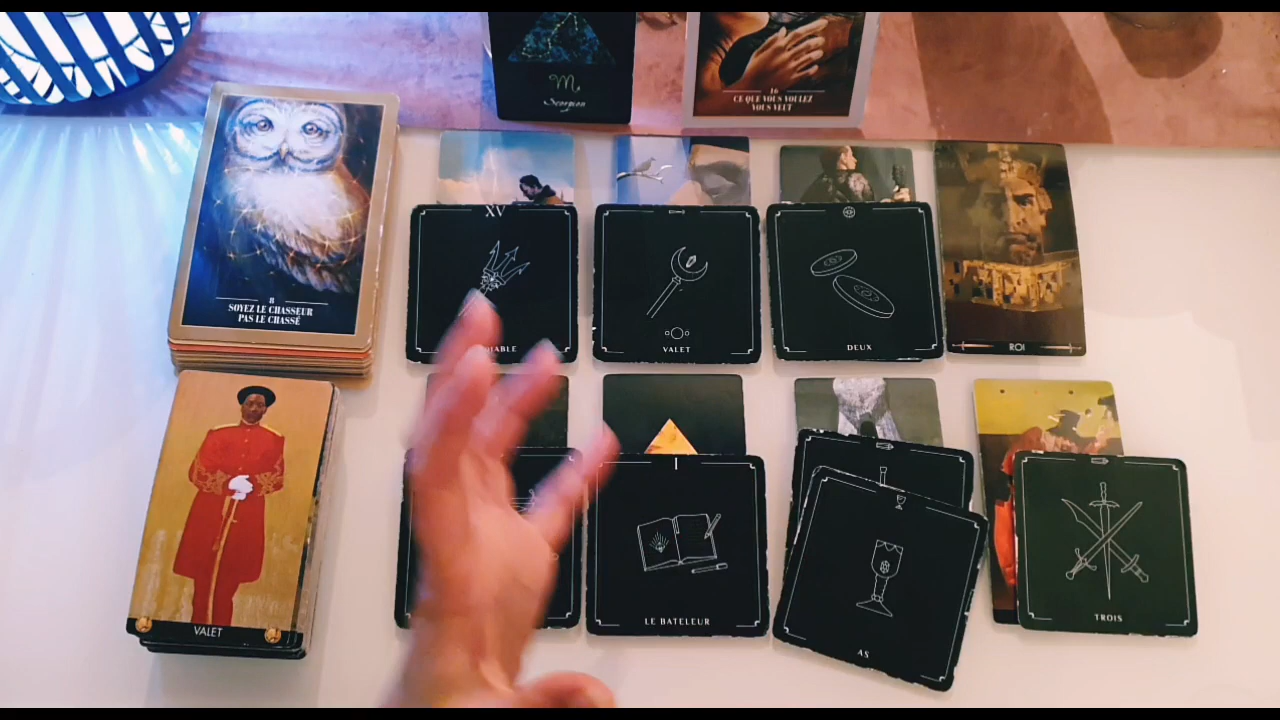 Scorpion
16
CE QUE VOUS VOULEZ
VOUS VEUT
8
SOYEZ LE CHASSEUR
PAS LE CHASSÉ
XV
DIABLE
VALET
DEUX
ROI
VALET
I
LE BATELEUR
AS
TROIS